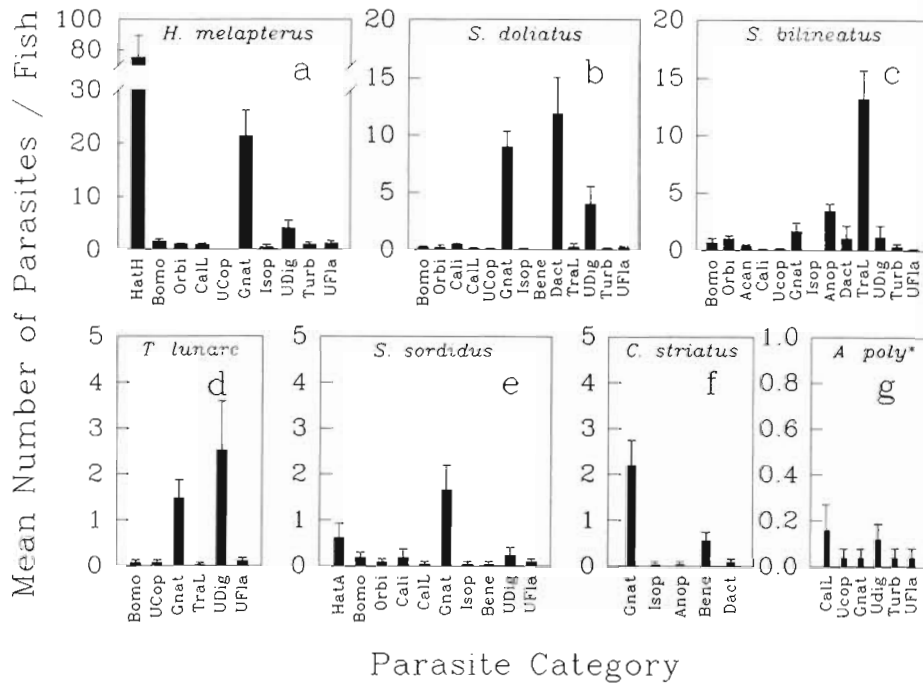 Mean Number of Parasites / Fish
H. melapterus
a
100
80
60
30
20
10
0
HatH Bomo Orbi CalL UCop Gnat Isop UDig Turb UFla
S. doliatus
b
20
15
10
5
0
Bomo Orbi Cali CalL UCop Gnat Isop Bene Dact TraL UDig Turb UFla
S. bilineatus
c
20
15
10
5
0
Bomo Orbi Acan Cali Ucop Gnat Isop Anop Dact TraL UDig Turb UFla
T lunare
d
5
4
3
2
1
0
Bomo UCop Gnat TraL UDig UFla
S. sordidus
e
5
4
3
2
1
0
HatA Bomo Orbi Cali CalL Gnat Isop Bene UDig UFla
C. striatus
f
5
4
3
2
1
0
Gnat Isop Anop Bene Dact
A poly*
g
1.0
0.8
0.6
0.4
0.2
0.0
CalL Ucop Gnat Udig Turb UFla
Parasite Category